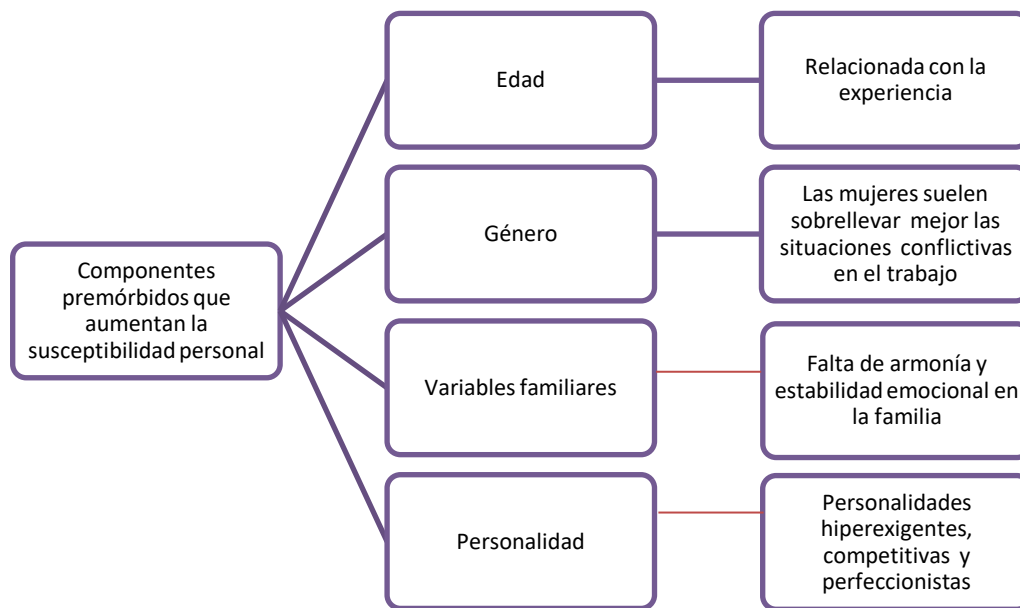 Componentes
premórbidos que
aumentan la
susceptibilidad personal
Edad
Relacionada con la
experiencia
Género
Las mujeres suelen
sobrellevar mejor las
situaciones conflictivas
en el trabajo
Variables familiares
Falta de armonía y
estabilidad emocional en
la familia
Personalidad
Personalidades
hiperexigentes,
competitivas y
perfeccionistas